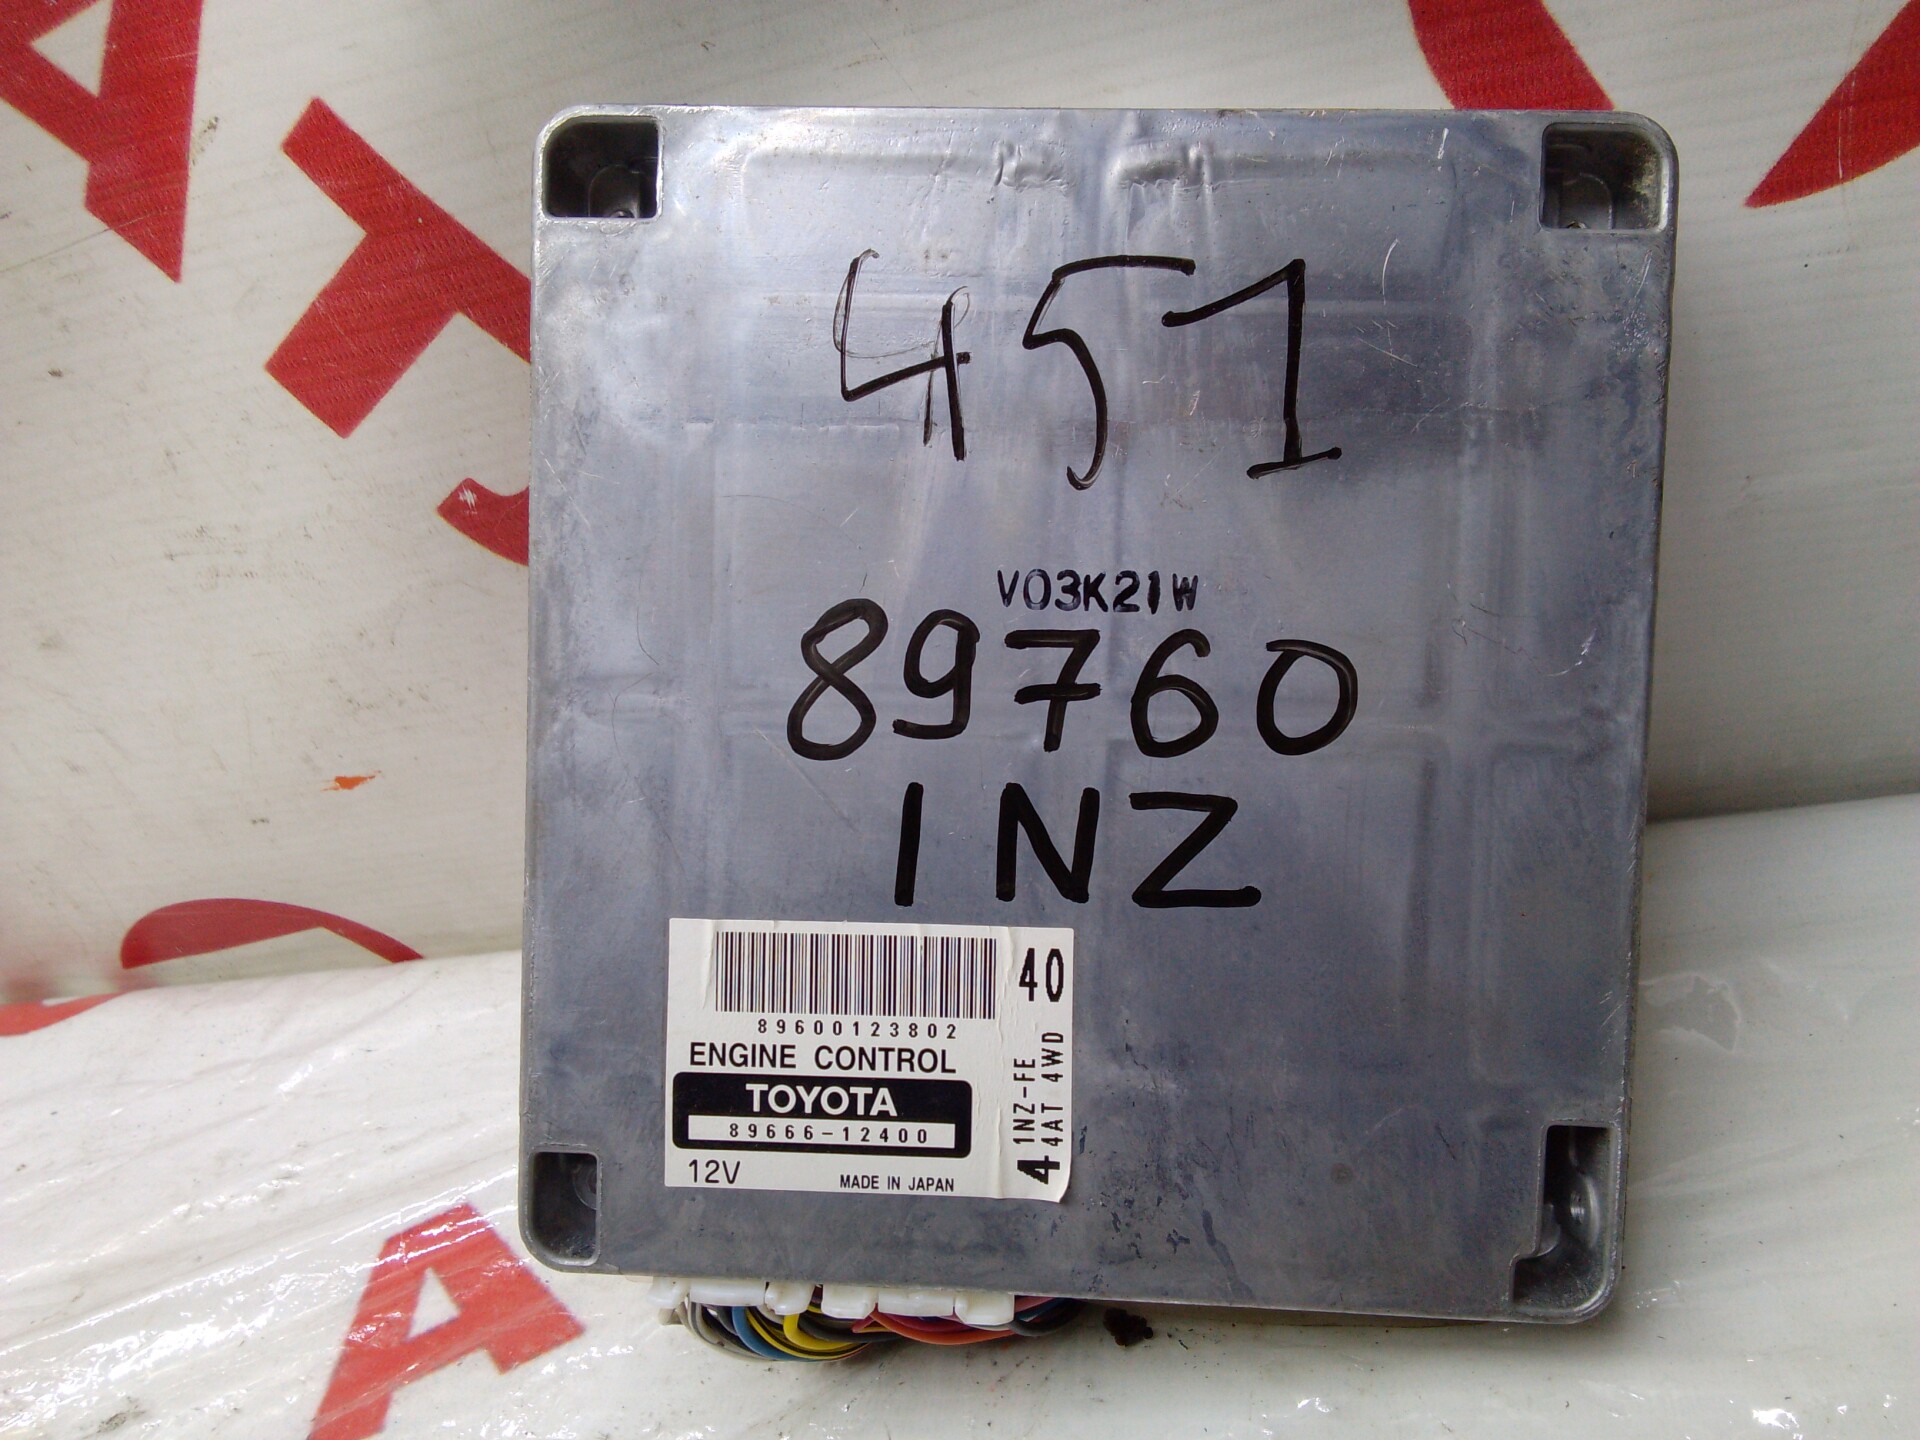 451
V03K21W
89760
1NZ
40
89600123802
ENGINE CONTROL
TOYOTA
89666-12400
12V
MADE IN JAPAN
1NZ-FE
4 4AT 4WD